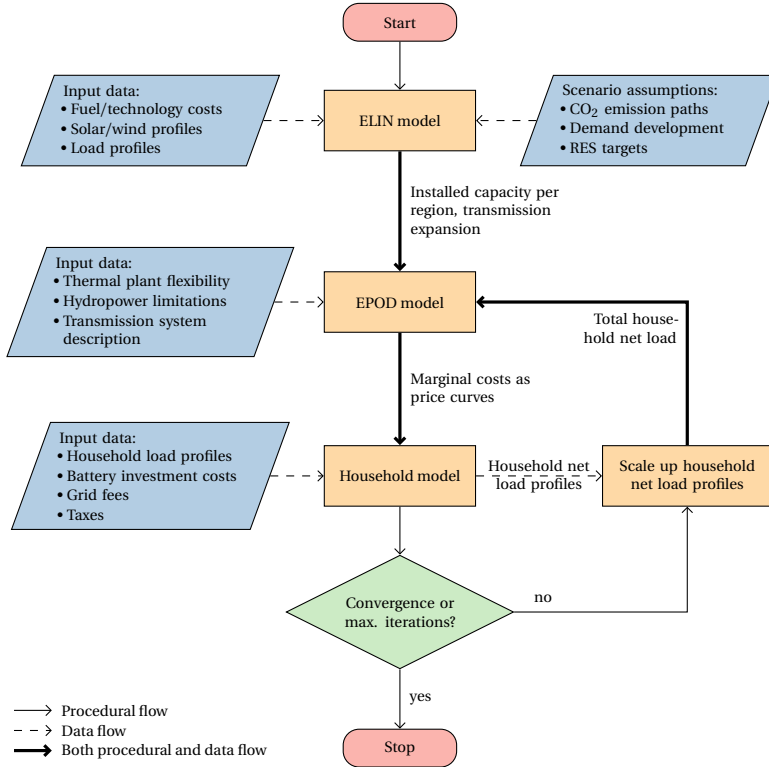 Start
Input data:
• Fuel/technology costs
• Solar/wind profiles
• Load profiles
ELIN model
Scenario assumptions:
• CO₂ emission paths
• Demand development
• RES targets
Installed capacity per
region, transmission
expansion
Input data:
• Thermal plant flexibility
• Hydropower limitations
• Transmission system
description
EPOD model
Total house-
hold net load
Marginal costs as
price curves
Input data:
• Household load profiles
• Battery investment costs
• Grid fees
• Taxes
Household model
Household net
load profiles
Scale up household
net load profiles
Convergence or
max. iterations?
no
yes
Stop
Procedural flow
Data flow
Both procedural and data flow